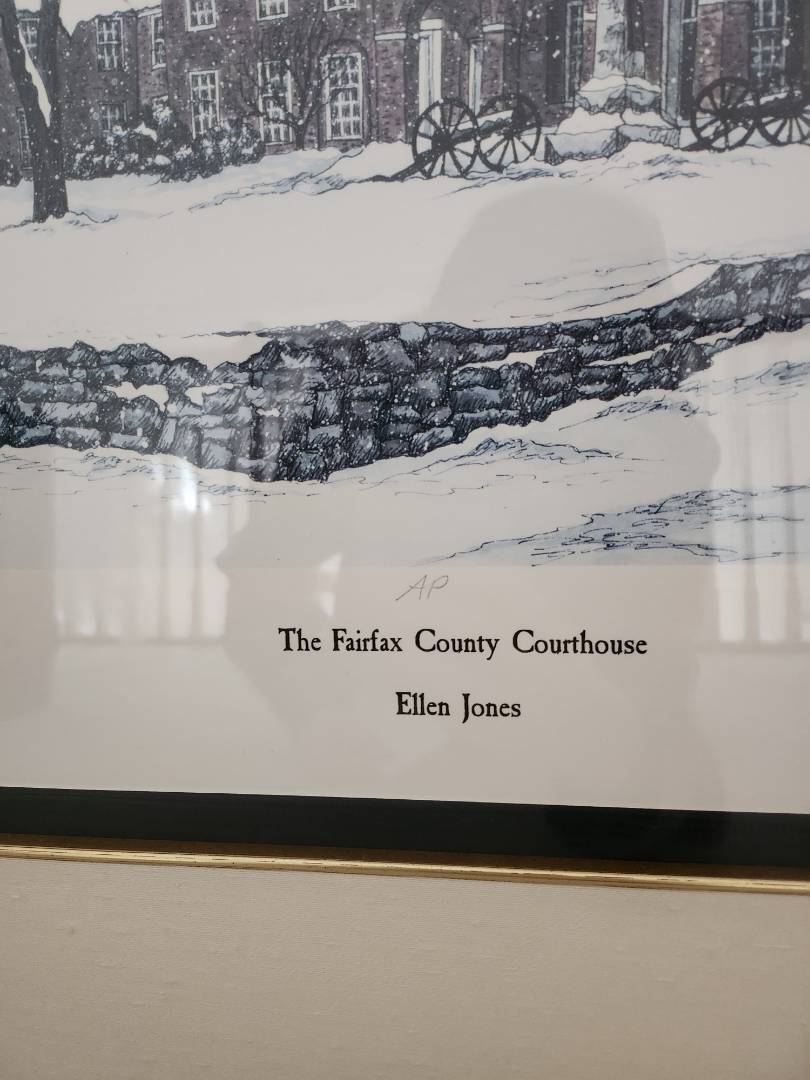 AP
The Fairfax County Courthouse
Ellen Jones